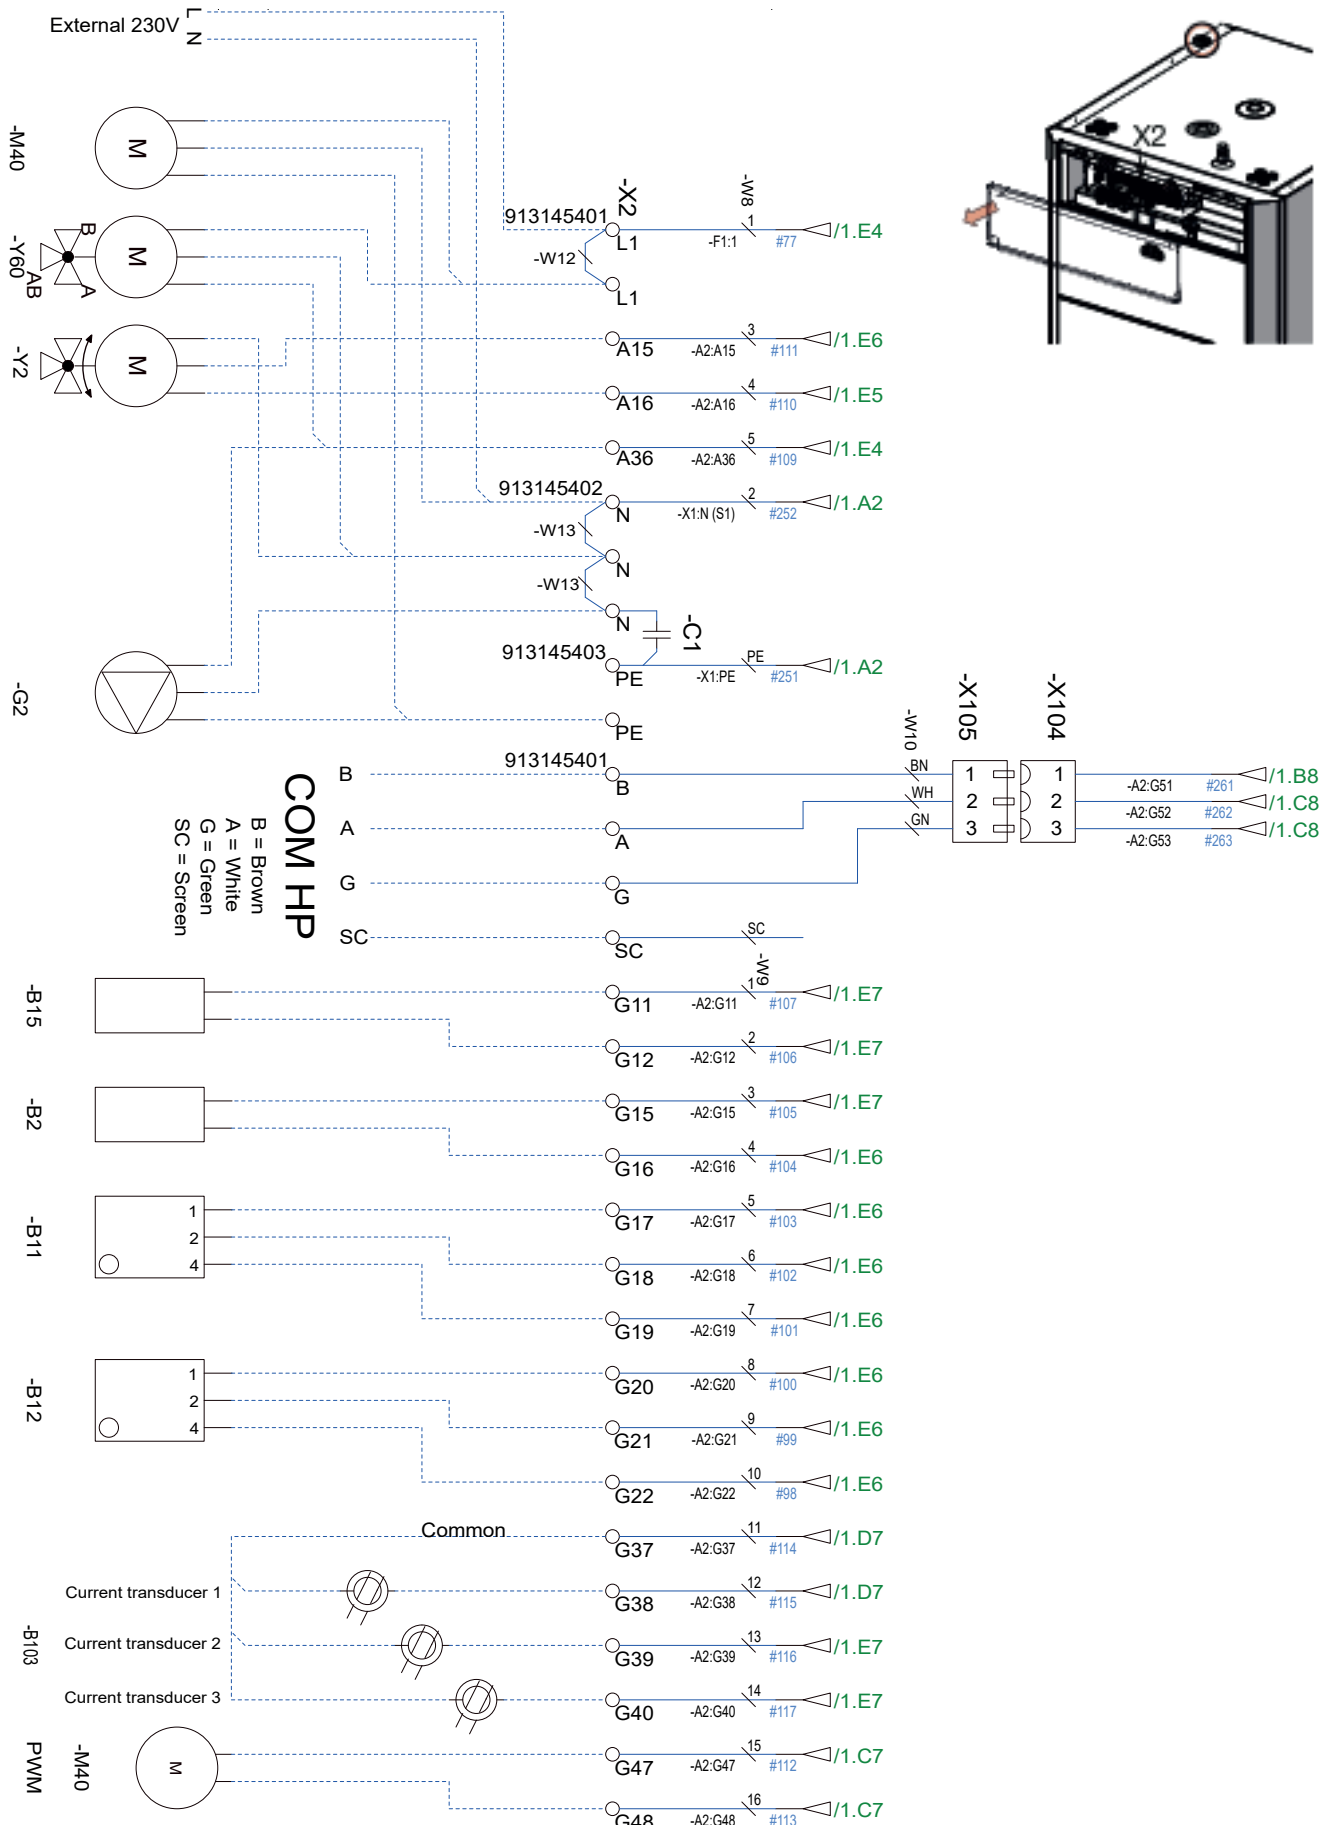 External 230V
L
N
-M40
M
-X2
-W8
X2
913145401
L1
-F1:1
1
#77
/1.E4
-W12
L1
-Y60
B
A
AB
M
-Y2
M
A15
-A2:A15
3
#111
/1.E6
A16
-A2:A16
4
#110
/1.E5
A36
-A2:A36
5
#109
/1.E4
913145402
N
-X1:N (S1)
2
#252
/1.A2
-W13
N
-W13
N
-C1
913145403
PE
-X1:PE
PE
#251
/1.A2
-G2
PE
-W10
-X105
-X104
COM HP
B = Brown
A = White
G = Green
SC = Screen
B
913145401
B
BN
1
1
-A2:G51
#261
/1.B8
WH
2
2
-A2:G52
#262
/1.C8
A
A
GN
3
3
-A2:G53
#263
/1.C8
G
G
SC
SC
SC
-W9
-B15
G11
-A2:G11
1
#107
/1.E7
G12
-A2:G12
2
#106
/1.E7
-B2
G15
-A2:G15
3
#105
/1.E7
G16
-A2:G16
4
#104
/1.E6
-B11
1
2
4
G17
-A2:G17
5
#103
/1.E6
G18
-A2:G18
6
#102
/1.E6
G19
-A2:G19
7
#101
/1.E6
-B12
1
2
4
G20
-A2:G20
8
#100
/1.E6
G21
-A2:G21
9
#99
/1.E6
G22
-A2:G22
10
#98
/1.E6
Common
G37
-A2:G37
11
#114
/1.D7
-B103
Current transducer 1
G38
-A2:G38
12
#115
/1.D7
Current transducer 2
G39
-A2:G39
13
#116
/1.E7
Current transducer 3
G40
-A2:G40
14
#117
/1.E7
PWM
-M40
M
G47
-A2:G47
15
#112
/1.C7
G48
-A2:G48
16
#113
/1.C7